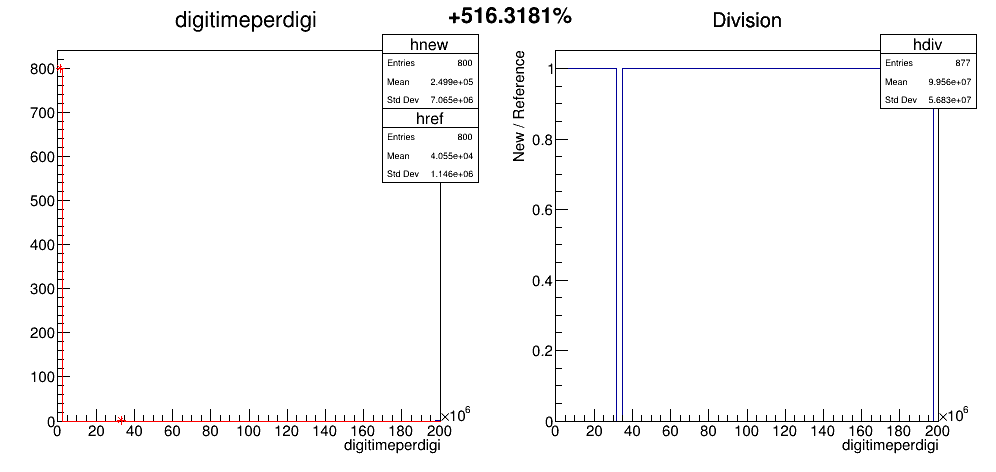 +516.3181%
digitimeperdigi
hnew
Entries 800
Mean 2.499e+05
Std Dev 7.065e+06
href
Entries 800
Mean 4.055e+04
Std Dev 1.146e+06
800
700
600
500
400
300
200
100
0
0 20 40 60 80 100 120 140 160 180 200
×10⁶
digitimeperdigi
Division
hdiv
Entries 877
Mean 9.956e+07
Std Dev 5.683e+07
New / Reference
1
0.8
0.6
0.4
0.2
0
0 20 40 60 80 100 120 140 160 180 200
×10⁶
digitimeperdigi